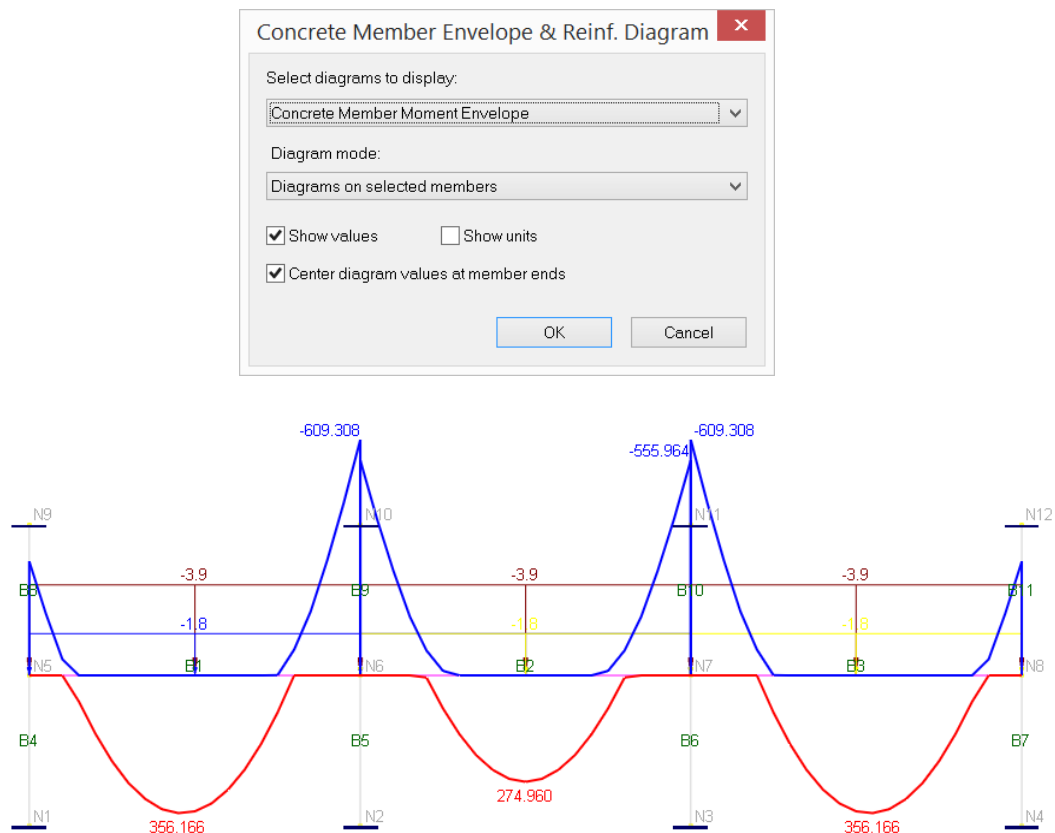 Concrete Member Envelope & Reinf. Diagram
Select diagrams to display:
Concrete Member Moment Envelope
Diagram mode:
Diagrams on selected members
Show values Show units
Center diagram values at member ends
OK Cancel
-609.308 -609.308
-555.964
N9 N10 N11 N12
-3.9 -3.9 -3.9
B8 B9 B10 B11
-1.8 -1.8 -1.8
N5 B1 N6 B2 N7 B3 N8
B4 B5 B6 B7
274.960
N1 N2 N3 N4
356.166 356.166